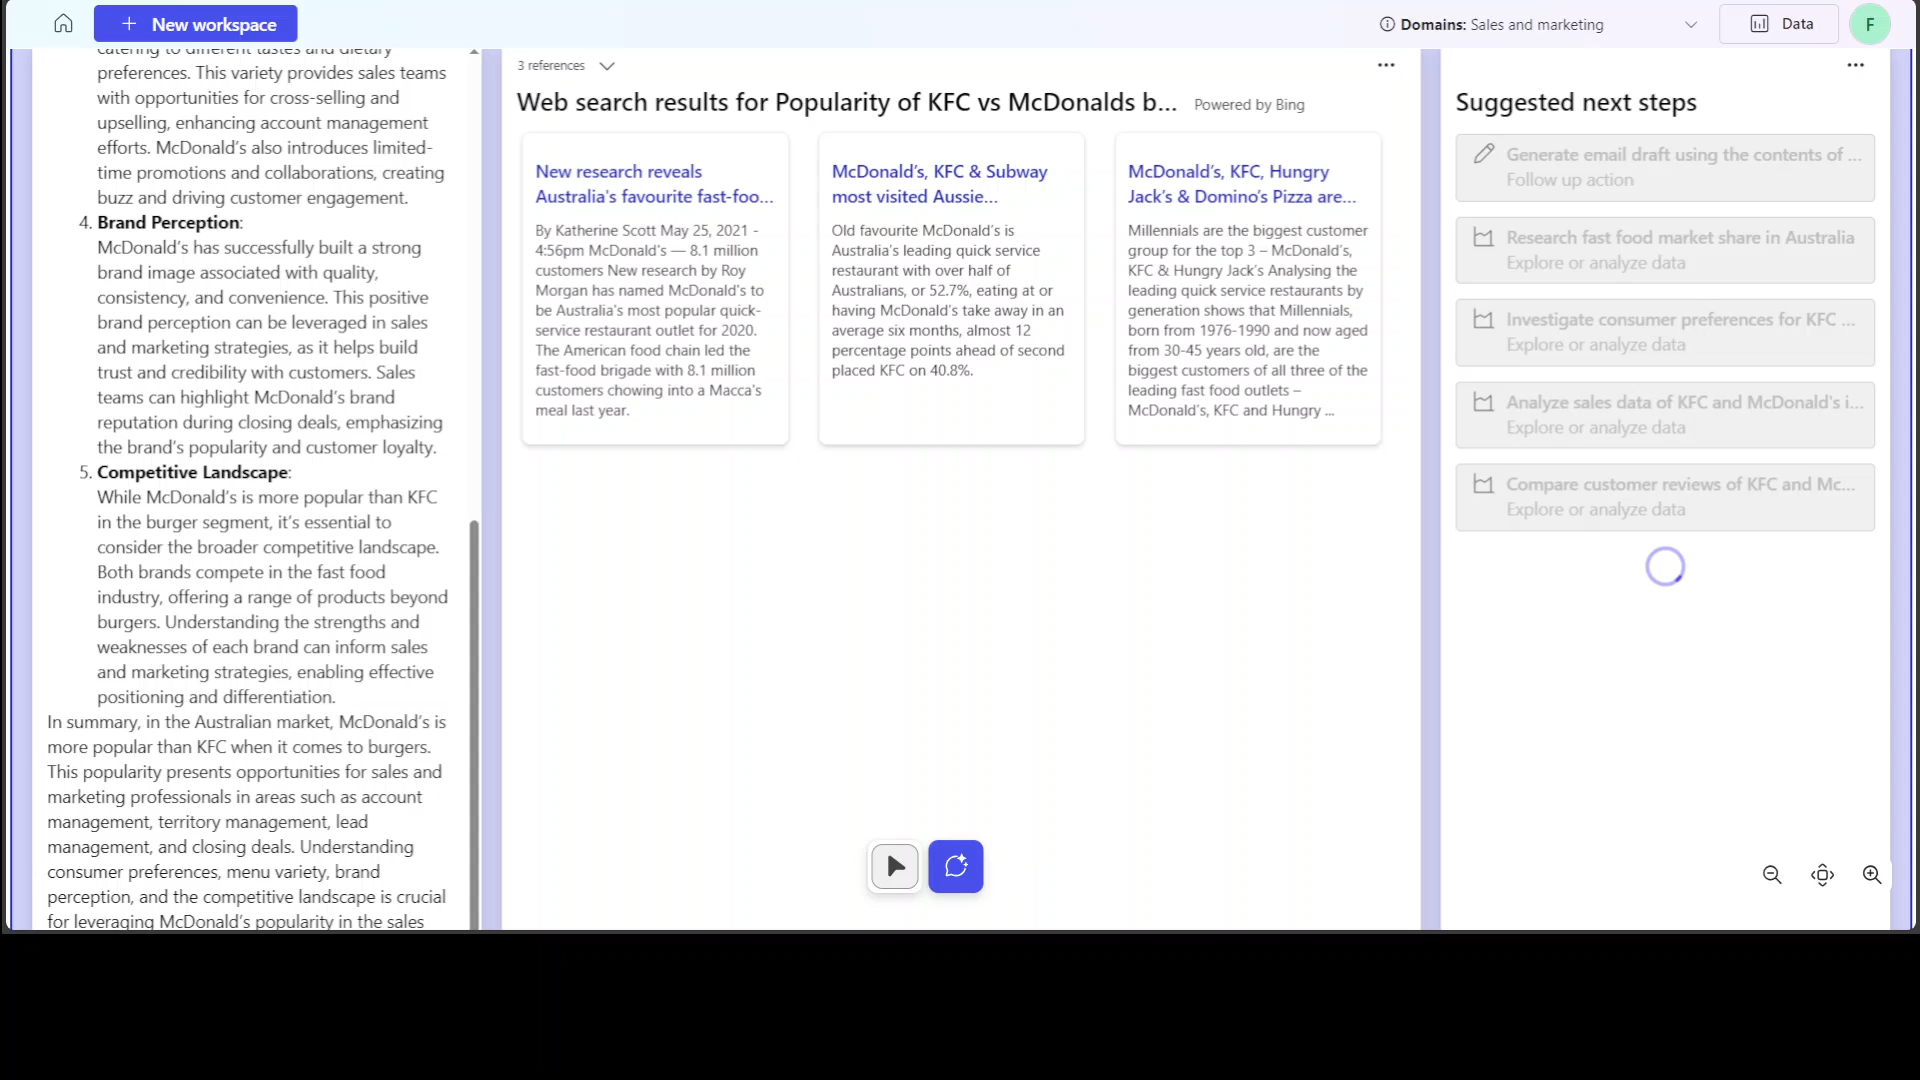 New workspace
Domains: Sales and marketing
Data
F
catering to different tastes and dietary
preferences. This variety provides sales teams
with opportunities for cross-selling and
upselling, enhancing account management
efforts. McDonald's also introduces limited-
time promotions and collaborations, creating
buzz and driving customer engagement.
4. Brand Perception:
McDonald's has successfully built a strong
brand image associated with quality,
consistency, and convenience. This positive
brand perception can be leveraged in sales
and marketing strategies, as it helps build
trust and credibility with customers. Sales
teams can highlight McDonald's brand
reputation during closing deals, emphasizing
the brand's popularity and customer loyalty.
5. Competitive Landscape:
While McDonald's is more popular than KFC
in the burger segment, it's essential to
consider the broader competitive landscape.
Both brands compete in the fast food
industry, offering a range of products beyond
burgers. Understanding the strengths and
weaknesses of each brand can inform sales
and marketing strategies, enabling effective
positioning and differentiation.
In summary, in the Australian market, McDonald's is
more popular than KFC when it comes to burgers.
This popularity presents opportunities for sales and
marketing professionals in areas such as account
management, territory management, lead
management, and closing deals. Understanding
consumer preferences, menu variety, brand
perception, and the competitive landscape is crucial
for leveraging McDonald's popularity in the sales
3 references
Web search results for Popularity of KFC vs McDonalds b...
Powered by Bing
New research reveals
Australia's favourite fast-foo...
By Katherine Scott May 25, 2021 -
4:56pm McDonald's — 8.1 million
customers New research by Roy
Morgan has named McDonald's to
be Australia's most popular quick-
service restaurant outlet for 2020.
The American food chain led the
fast-food brigade with 8.1 million
customers chowing into a Macca's
meal last year.
McDonald's, KFC & Subway
most visited Aussie...
Old favourite McDonald's is
Australia's leading quick service
restaurant with over half of
Australians, or 52.7%, eating at or
having McDonald's take away in an
average six months, almost 12
percentage points ahead of second
placed KFC on 40.8%.
McDonald's, KFC, Hungry
Jack's & Domino's Pizza are...
Millennials are the biggest customer
group for the top 3 – McDonald's,
KFC & Hungry Jack's Analysing the
leading quick service restaurants by
generation shows that Millennials,
born from 1976-1990 and now aged
from 30-45 years old, are the
biggest customers of all three of the
leading fast food outlets –
McDonald's, KFC and Hungry ...
Suggested next steps
Generate email draft using the contents of ...
Follow up action
Research fast food market share in Australia
Explore or analyze data
Investigate consumer preferences for KFC ...
Explore or analyze data
Analyze sales data of KFC and McDonald's i...
Explore or analyze data
Compare customer reviews of KFC and Mc...
Explore or analyze data